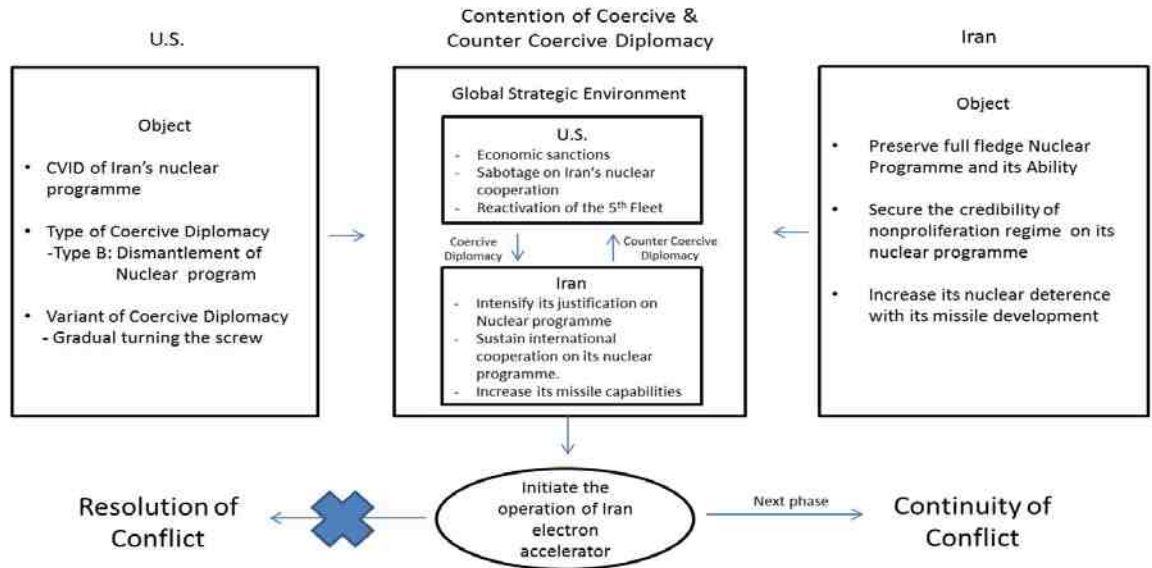 U.S.
Object
• CVID of Iran's nuclear
programme
• Type of Coercive Diplomacy
-Type B: Dismantlement of
Nuclear program
• Variant of Coercive Diplomacy
- Gradual turning the screw
Contention of Coercive &
Counter Coercive Diplomacy
Global Strategic Environment
U.S.
- Economic sanctions
- Sabotage on Iran's nuclear
cooperation
- Reactivation of the 5th Fleet
Coercive
Diplomacy
Counter Coercive
Diplomacy
Iran
- Intensify its justification on
Nuclear programme
- Sustain international
cooperation on its nuclear
programme.
- Increase its missile capabilities
Iran
Object
• Preserve full fledge Nuclear
Programme and its Ability
• Secure the credibility of
nonproliferation regime on its
nuclear programme
• Increase its nuclear deterence
with its missile development
Resolution of
Conflict
Initiate the
operation of Iran
electron
accelerator
Next phase
Continuity of
Conflict